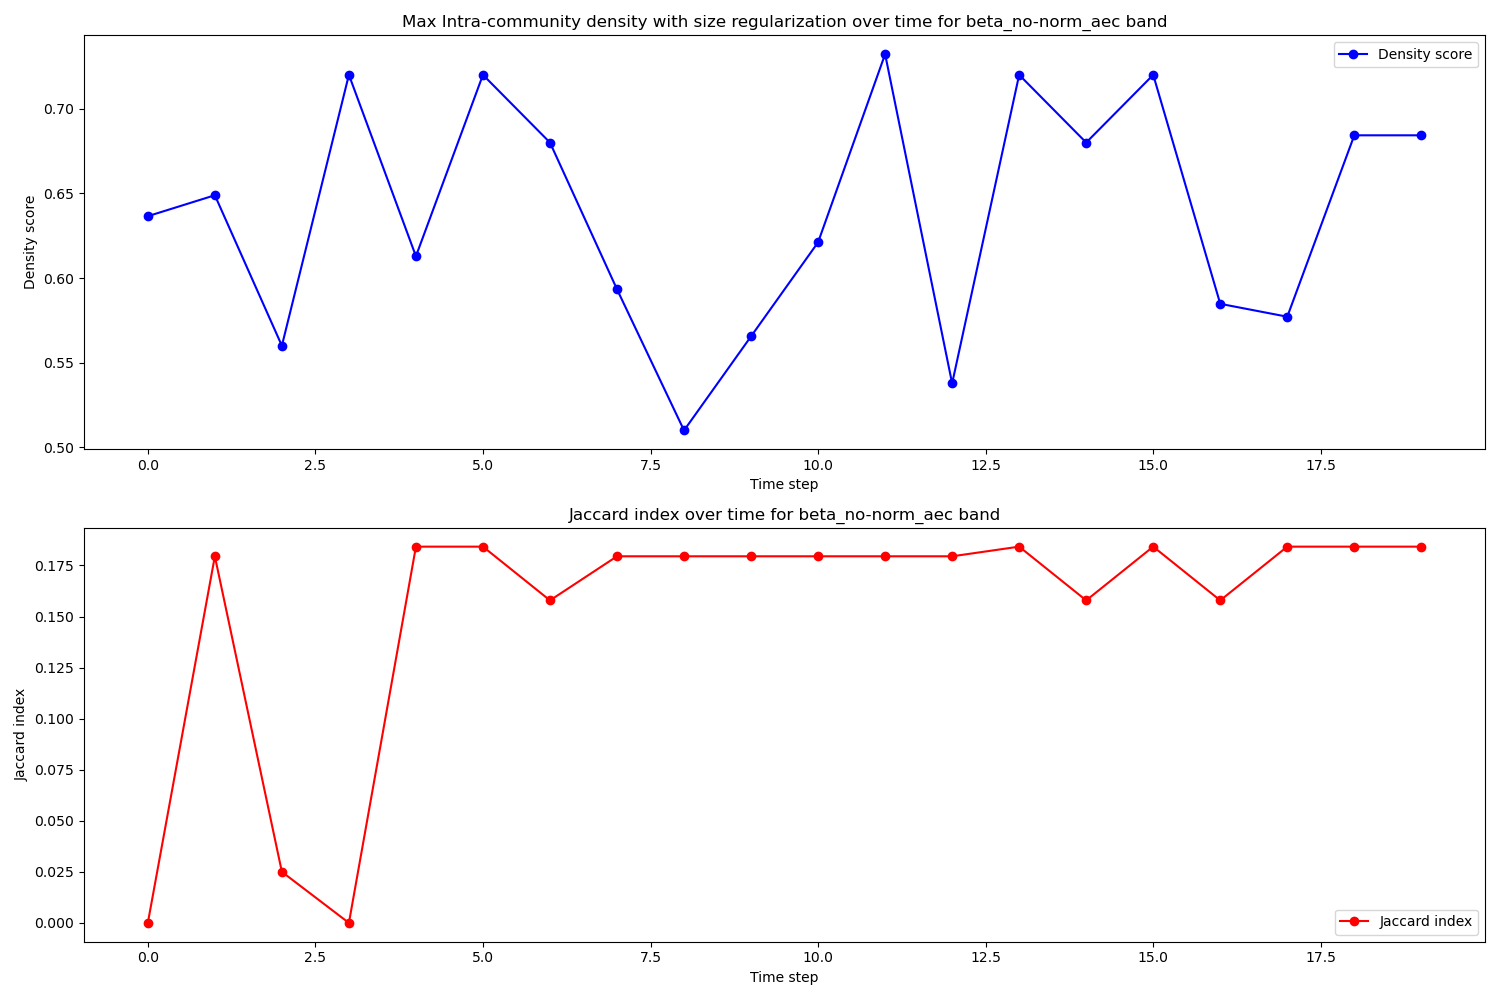 Max Intra-community density with size regularization over time for beta_no-norm_aec band
Density score
0.70
0.65
0.60
0.55
0.50
Density score
0.0 2.5 5.0 7.5 10.0 12.5 15.0 17.5
Time step
Jaccard index over time for beta_no-norm_aec band
0.175
0.150
0.125
0.100
0.075
0.050
0.025
0.000
Jaccard index
Jaccard index
0.0 2.5 5.0 7.5 10.0 12.5 15.0 17.5
Time step